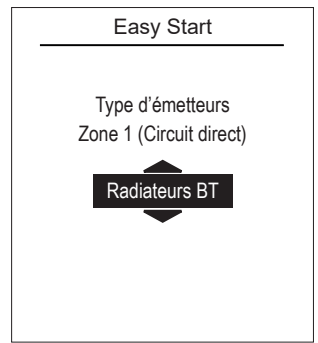 Easy Start
Type d'émetteurs
Zone 1 (Circuit direct)
Radiateurs BT